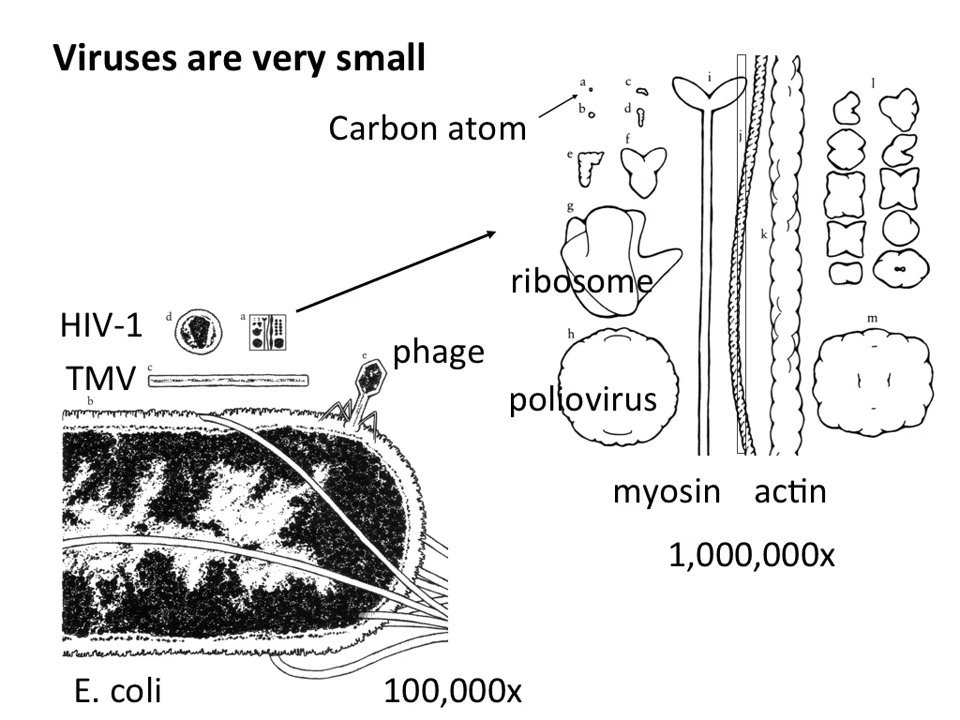 Viruses are very small
a
c
i
l
b
d
Carbon atom
f
j
e
g
k
ribosome
HIV-1
d
a
m
h
phage
e
TMV
c
b
poliovirus
myosin actin
1,000,000x
E. coli
100,000x